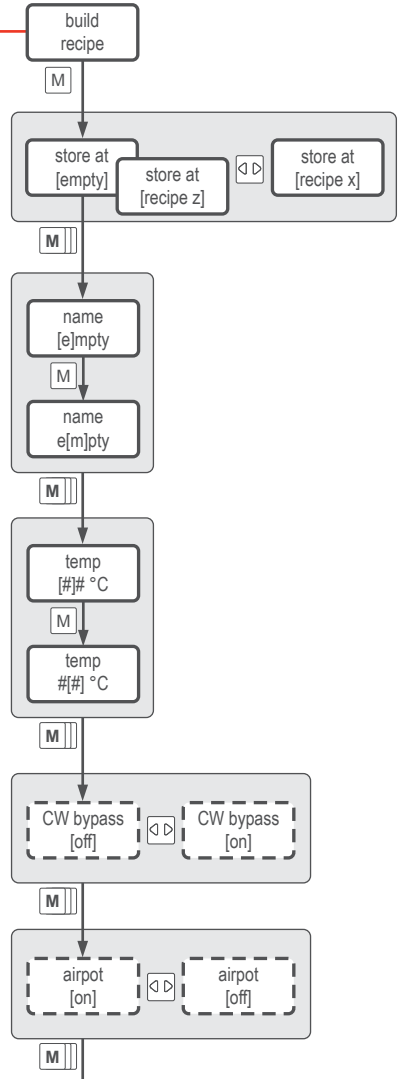 build
recipe
M
store at
[empty]
store at
[recipe z]
store at
[recipe x]
M
name
[e]mpty
M
name
e[m]pty
M
temp
[#]# °C
M
temp
#[#] °C
M
CW bypass
[off]
CW bypass
[on]
M
airpot
[on]
airpot
[off]
M